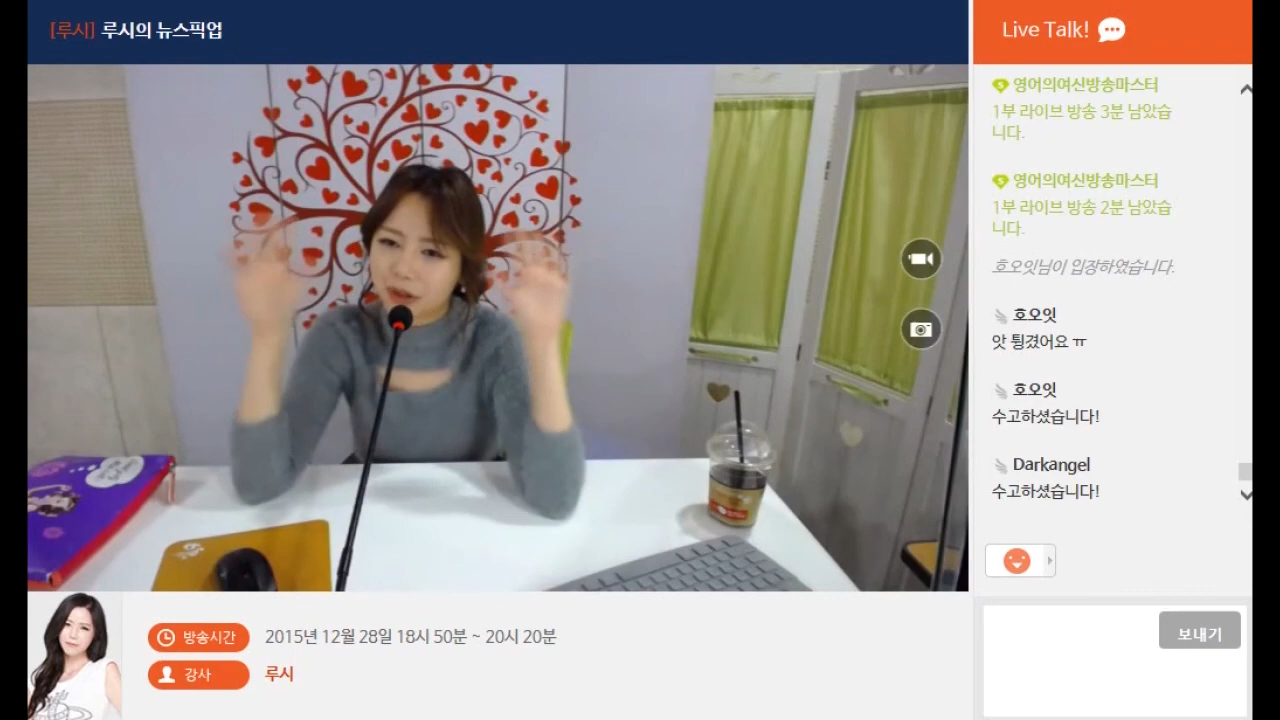 [루시] 루시의 뉴스픽업
Live Talk!
영어의여신방송마스터
1부 라이브 방송 3분 남았습
니다.
영어의여신방송마스터
1부 라이브 방송 2분 남았습
니다.
호오잇님이 입장하였습니다.
호오잇
앗 튕겼어요 ㅠ
호오잇
수고하셨습니다!
Darkangel
수고하셨습니다!
보내기
방송시간 2015년 12월 28일 18시 50분 ~ 20시 20분
강사 루시